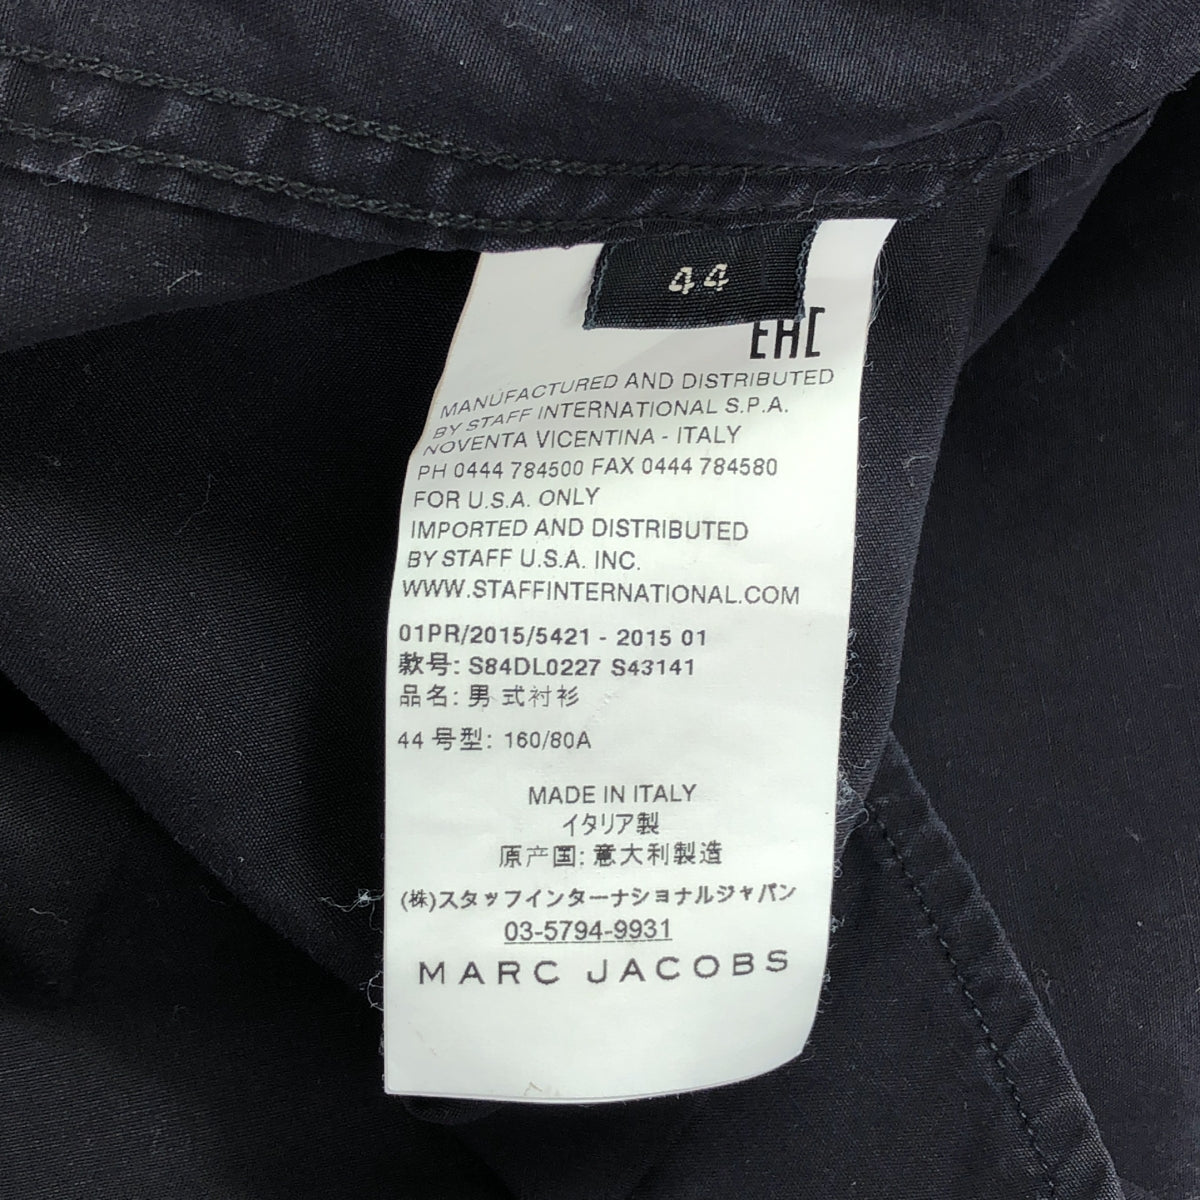 44
EAC
MANUFACTURED AND DISTRIBUTED
BY STAFF INTERNATIONAL S.P.A.
NOVENTA VICENTINA - ITALY
PH 0444 784500 FAX 0444 784580
FOR U.S.A. ONLY
IMPORTED AND DISTRIBUTED
BY STAFF U.S.A. INC.
WWW.STAFFINTERNATIONAL.COM
01PR/2015/5421 - 2015 01
款号: S84DL0227 S43141
品名: 男式衬衫
44 号型: 160/80A
MADE IN ITALY
イタリア製
原产国: 意大利製造
(株)スタッフインターナショナルジャパン
03-5794-9931
MARC JACOBS